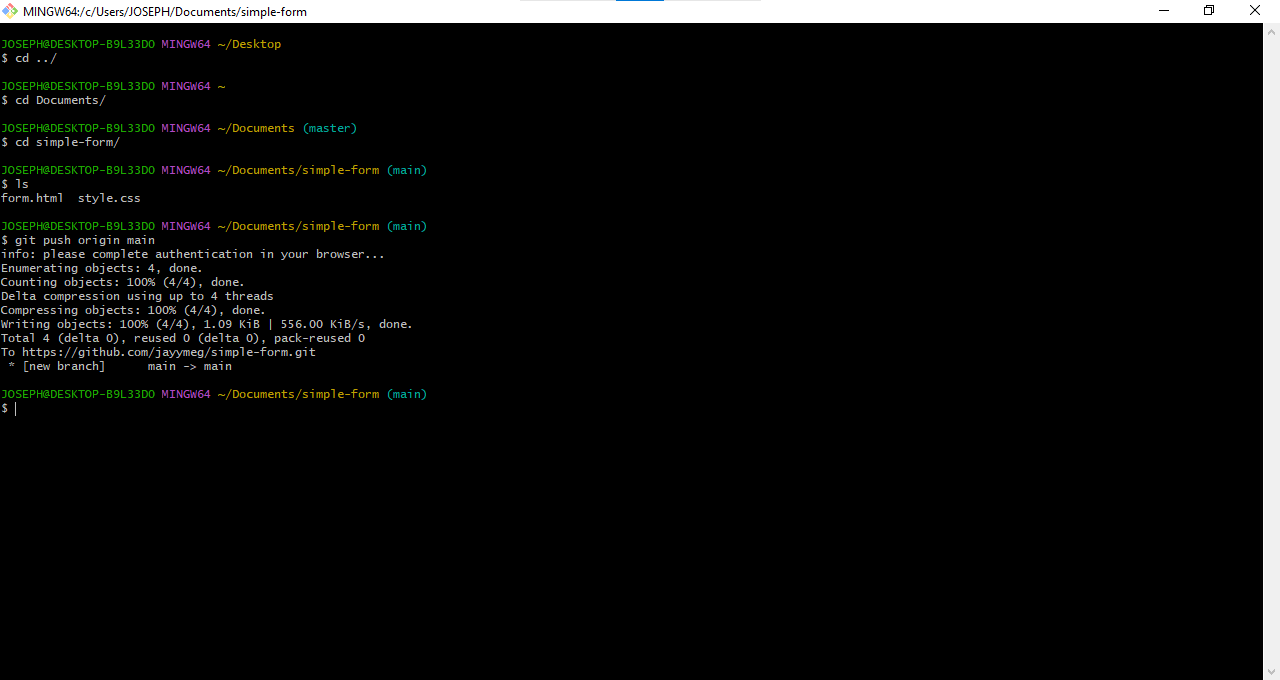 MINGW64:/c/Users/JOSEPH/Documents/simple-form
JOSEPH@DESKTOP-B9L33DO MINGW64 ~/Desktop
$ cd ../
JOSEPH@DESKTOP-B9L33DO MINGW64 ~
$ cd Documents/
JOSEPH@DESKTOP-B9L33DO MINGW64 ~/Documents (master)
$ cd simple-form/
JOSEPH@DESKTOP-B9L33DO MINGW64 ~/Documents/simple-form (main)
$ ls
form.html  style.css
JOSEPH@DESKTOP-B9L33DO MINGW64 ~/Documents/simple-form (main)
$ git push origin main
info: please complete authentication in your browser...
Enumerating objects: 4, done.
Counting objects: 100% (4/4), done.
Delta compression using up to 4 threads
Compressing objects: 100% (4/4), done.
Writing objects: 100% (4/4), 1.09 KiB | 556.00 KiB/s, done.
Total 4 (delta 0), reused 0 (delta 0), pack-reused 0
To https://github.com/jayymeg/simple-form.git
 * [new branch]      main -> main
JOSEPH@DESKTOP-B9L33DO MINGW64 ~/Documents/simple-form (main)
$